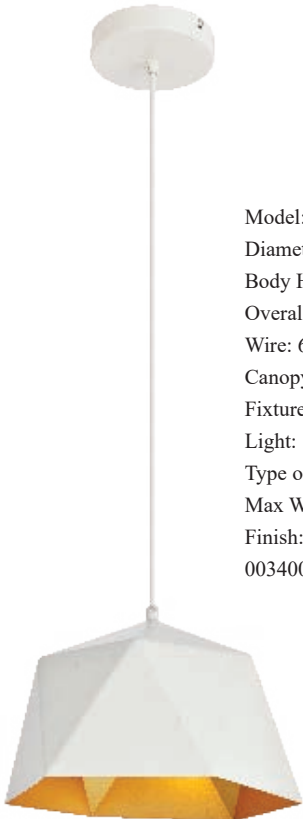 Model:
Diamet
Body H
Overal
Wire: 6
Canopy
Fixture
Light:
Type o
Max W
Finish:
003400